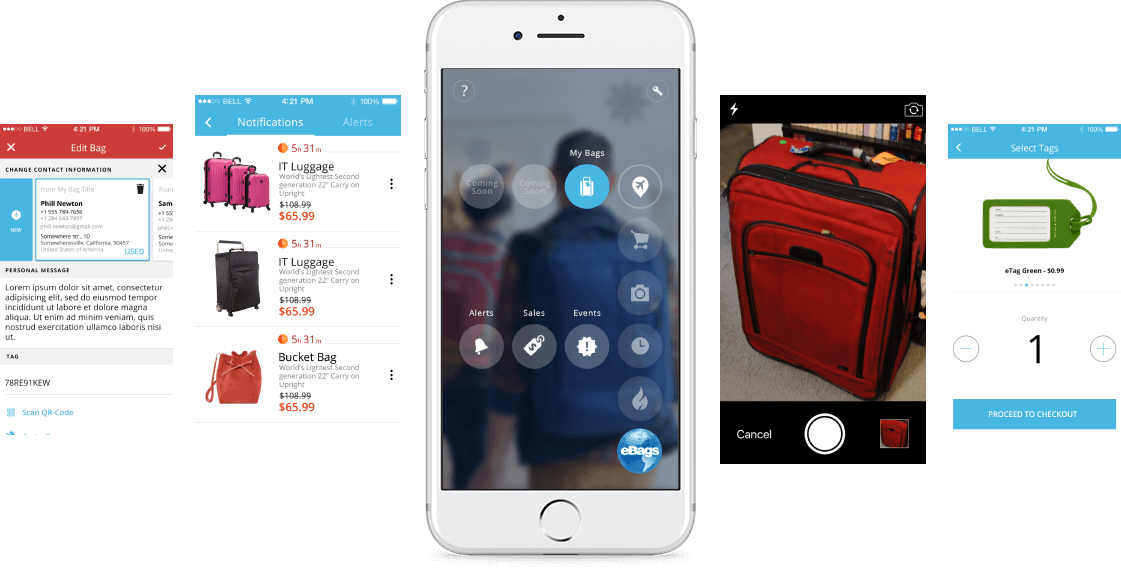 ●●●○○ BELL 4:21 PM 100%
Edit Bag
CHANGE CONTACT INFORMATION
NEW
from My Bag Title
Phill Newton
+1 555 789-7656
+1 284 643-7897
phill.newton@gmail.com
Somewhere str., 10
Somewhereisville, California, 90457
United States of Amercia
USED
from
Sam
+1 55
phill.
Some
Some
United
PERSONAL MESSAGE
Lorem ipsum dolor sit amet, consectetur
adipisicing elit, sed do eiusmod tempor
incididunt ut labore et dolore magna
aliqua. Ut enim ad minim veniam, quis
nostrud exercitation ullamco laboris nisi
ut.
TAG
78RE91KEW
Scan QR-Code
●●●○○ BELL 4:21 PM 100%
Notifications Alerts
5h 31m
IT Luggage
World's Lightest Second
generation 22" Carry on
Upright
$108.99
$65.99
5h 31m
IT Luggage
World's Lightest Second
generation 22" Carry on
Upright
$108.99
$65.99
5h 31m
Bucket Bag
World's Lightest Second
generation 22" Carry on
Upright
$108.99
$65.99
?
My Bags
Coming
Soon
Coming
Soon
Alerts Sales Events
eBags
Cancel
●●●○○ BELL 4:21 PM 100%
Select Tags
eTag Green - $0.99
Quantity
1
PROCEED TO CHECKOUT